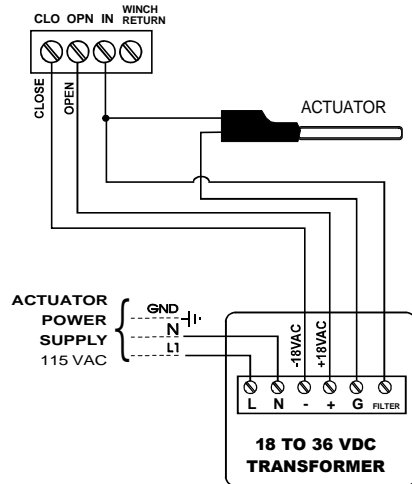 CLO OPN IN WINCH RETURN
CLOSE
OPEN
ACTUATOR
ACTUATOR
POWER
SUPPLY
115 VAC
GND
N
L1
-18VAC
+18VAC
L N - + G FILTER
18 TO 36 VDC
TRANSFORMER